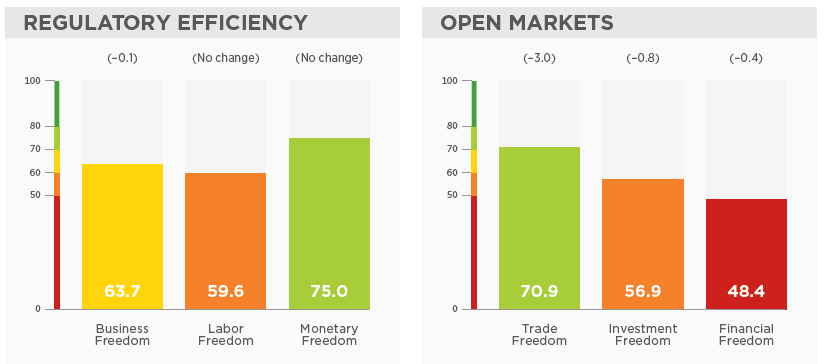 REGULATORY EFFICIENCY
(–0.1) (No change) (No change)
100
80
70
60
50
0
63.7 59.6 75.0
Business Freedom
Labor Freedom
Monetary Freedom
OPEN MARKETS
(–3.0) (–0.8) (–0.4)
100
80
70
60
50
0
70.9 56.9 48.4
Trade Freedom
Investment Freedom
Financial Freedom